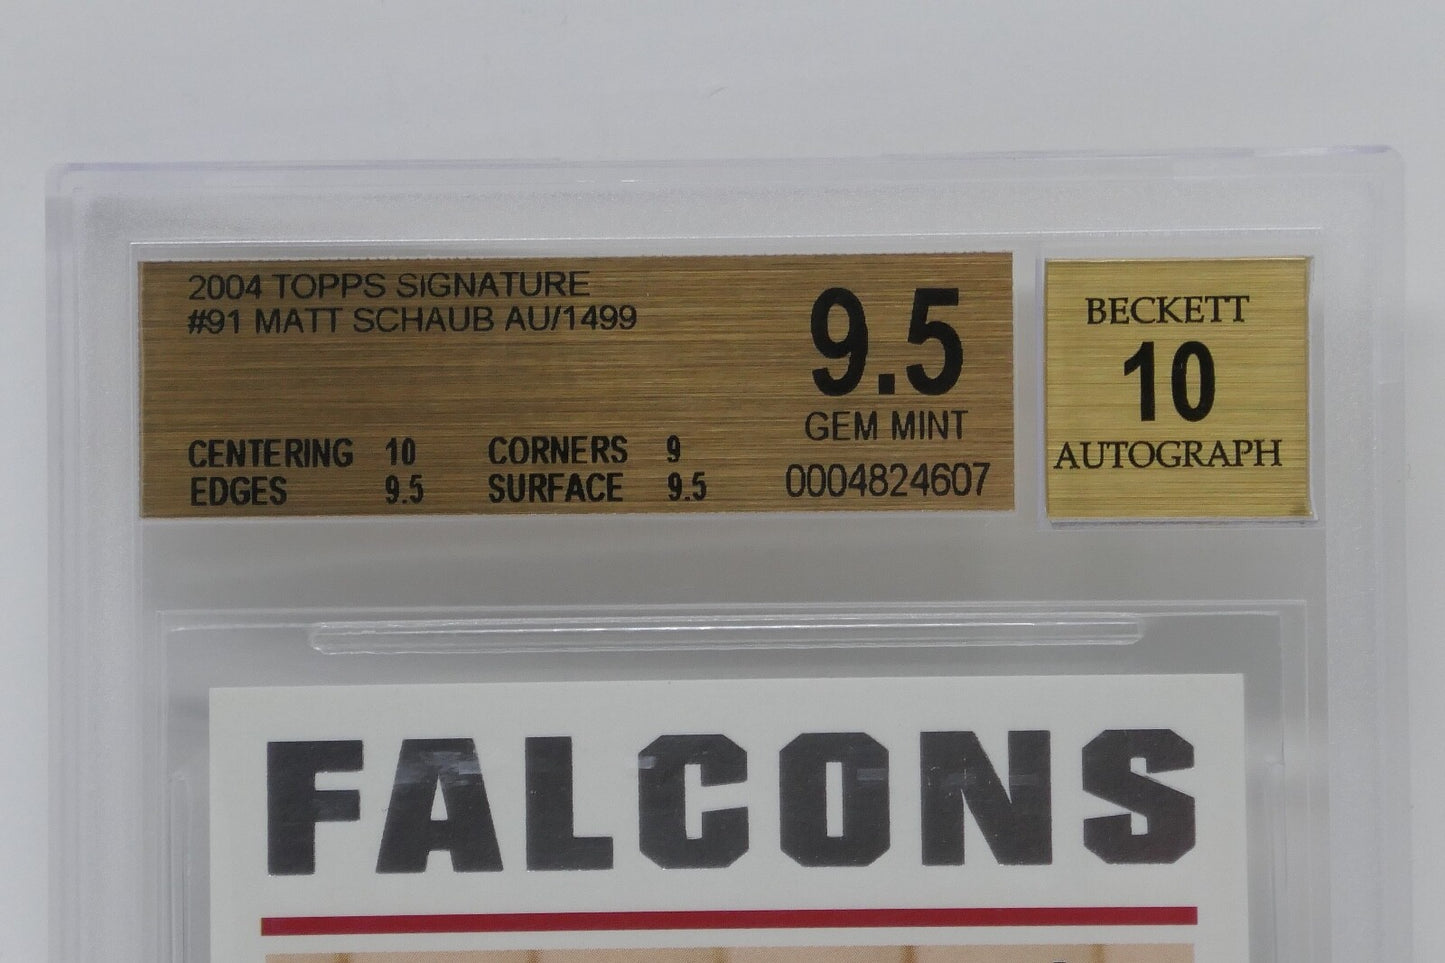 2004 TOPPS SIGNATURE
#91 MATT SCHAUB AU/1499
9.5
GEM MINT
CENTERING 10 CORNERS 9
EDGES 9.5 SURFACE 9.5
0004824607
BECKETT
10
AUTOGRAPH
FALCONS